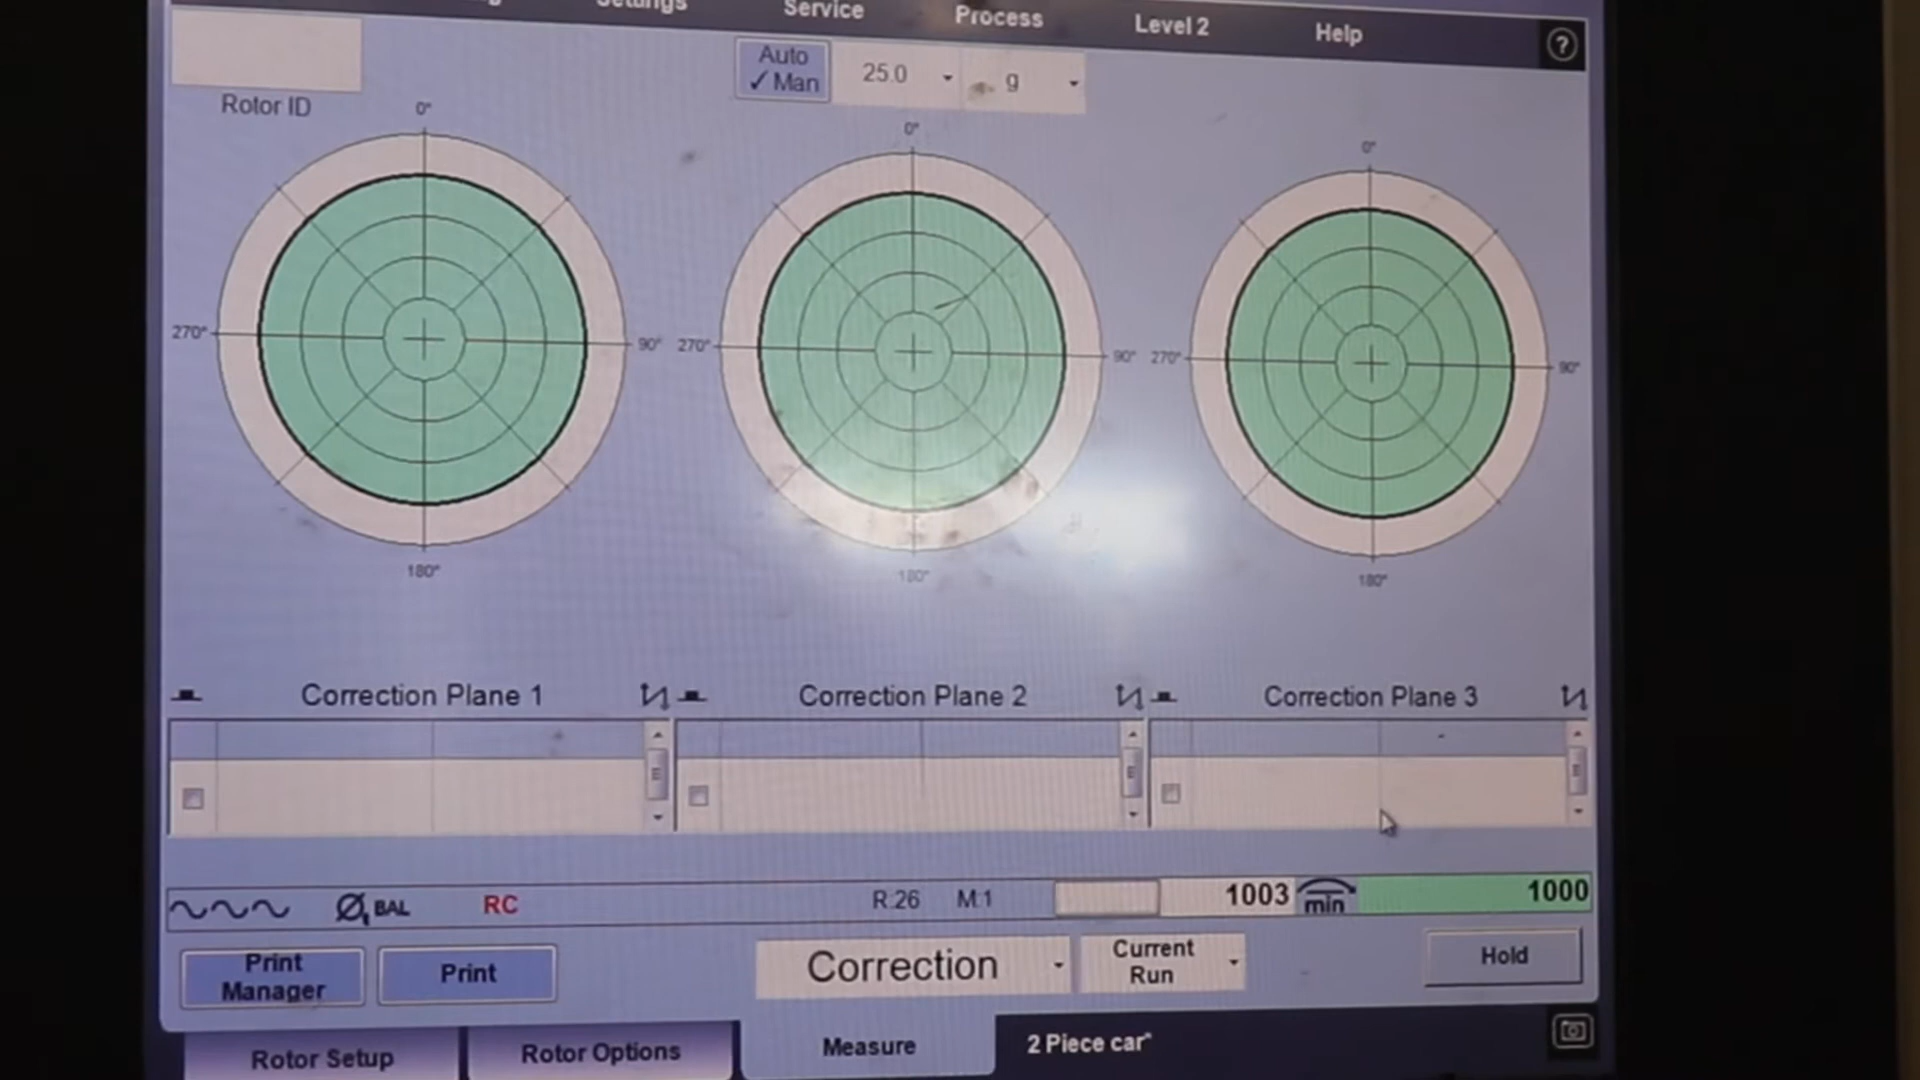 Settings Service Process Level 2 Help ?
Auto
✓ Man
25.0
g
Rotor ID
0° 0° 0°
270° 90° 270° 90° 270° 90°
180° 180° 180°
Correction Plane 1 Correction Plane 2 Correction Plane 3
BAL RC R:26 M:1 1003 min 1000
Print
Manager
Print
Correction
Current
Run
Hold
Rotor Setup Rotor Options Measure 2 Piece car